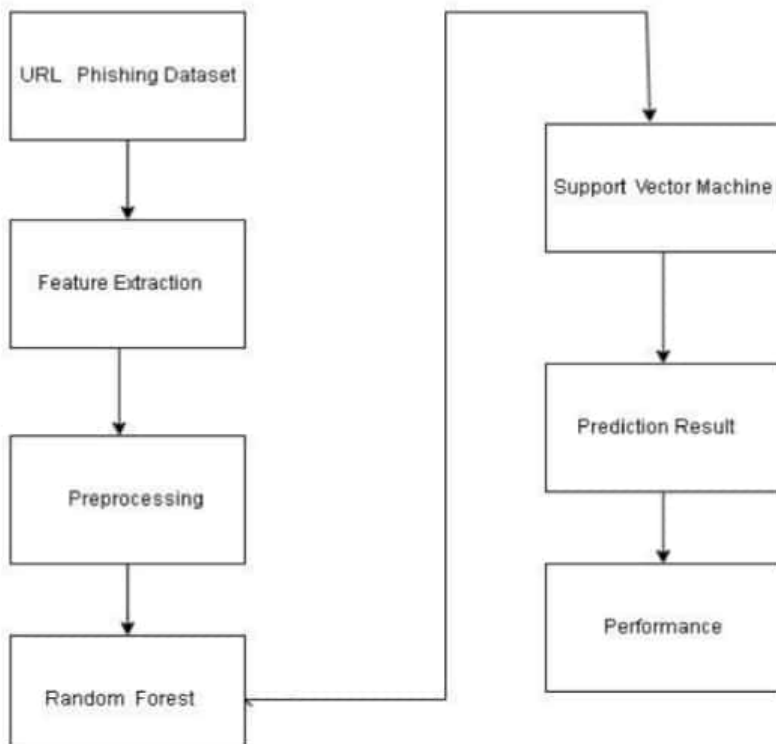 URL Phishing Dataset
Feature Extraction
Preprocessing
Random Forest
Support Vector Machine
Prediction Result
Performance